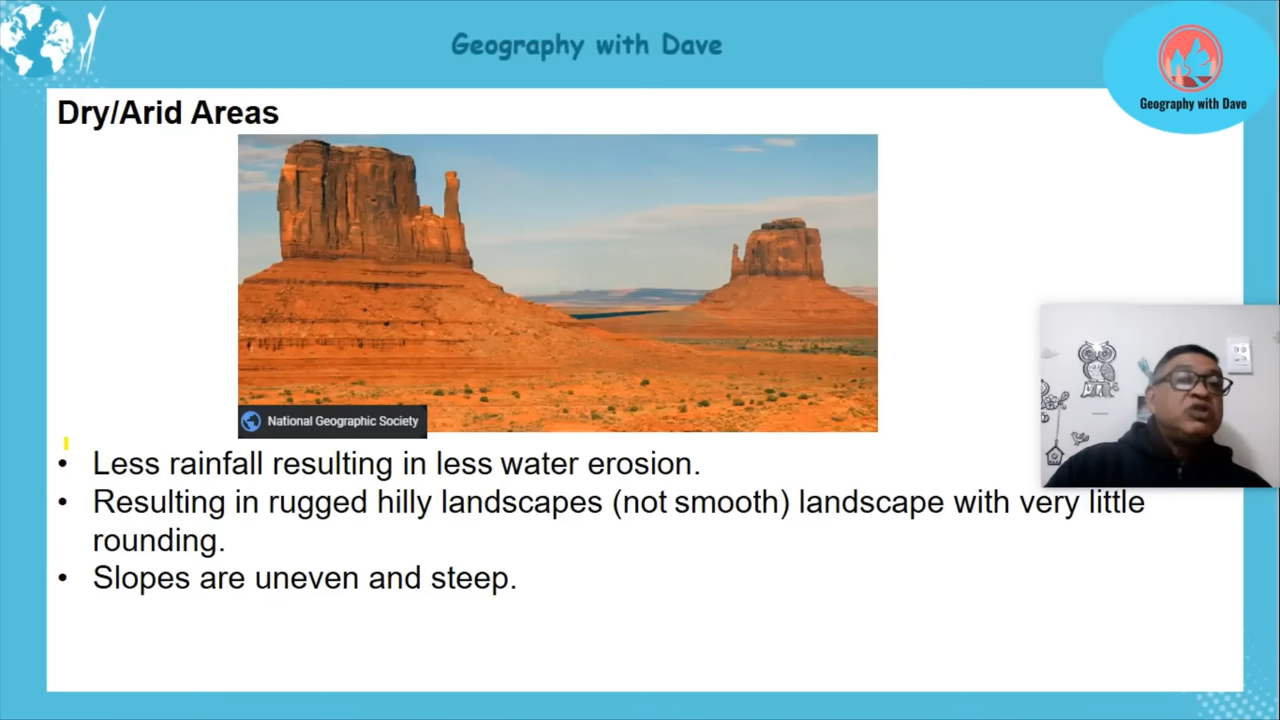 Geography with Dave
Geography with Dave
Dry/Arid Areas
National Geographic Society
• Less rainfall resulting in less water erosion.
• Resulting in rugged hilly landscapes (not smooth) landscape with very little
rounding.
• Slopes are uneven and steep.